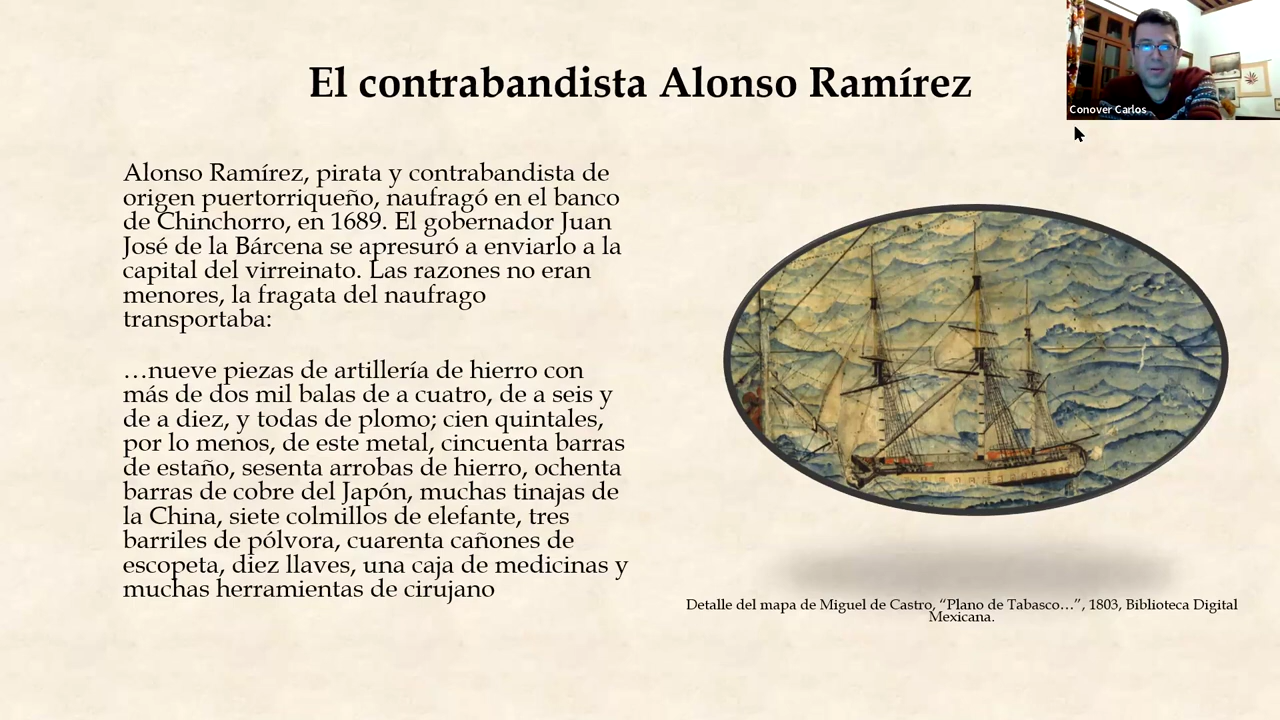 El contrabandista Alonso Ramírez
Conover Carlos
Alonso Ramírez, pirata y contrabandista de
origen puertorriqueño, naufragó en el banco
de Chinchorro, en 1689. El gobernador Juan
José de la Bárcena se apresuró a enviarlo a la
capital del virreinato. Las razones no eran
menores, la fragata del naufrago
transportaba:
…nueve piezas de artillería de hierro con
más de dos mil balas de a cuatro, de a seis y
de a diez, y todas de plomo; cien quintales,
por lo menos, de este metal, cincuenta barras
de estaño, sesenta arrobas de hierro, ochenta
barras de cobre del Japón, muchas tinajas de
la China, siete colmillos de elefante, tres
barriles de pólvora, cuarenta cañones de
escopeta, diez llaves, una caja de medicinas y
muchas herramientas de cirujano
Detalle del mapa de Miguel de Castro, “Plano de Tabasco…”, 1803, Biblioteca Digital
Mexicana.